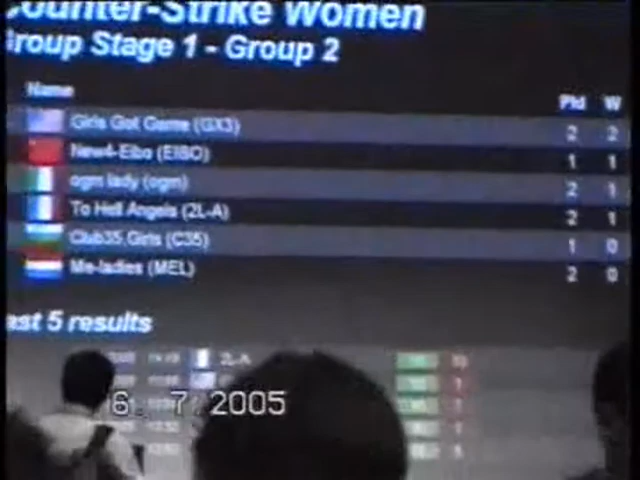 Counter-Strike Women
Group Stage 1 - Group 2
Name Pld W
Girls Got Game (GX3) 2 2
New4-Eibo (EIBO) 1 1
ogm lady (ogm) 2 1
To Hell Angels (2L-A) 2 1
Club35.Girls (C35) 1 0
Me-ladies (MEL) 2 0
ast 5 results
2L-A
6. 7.2005